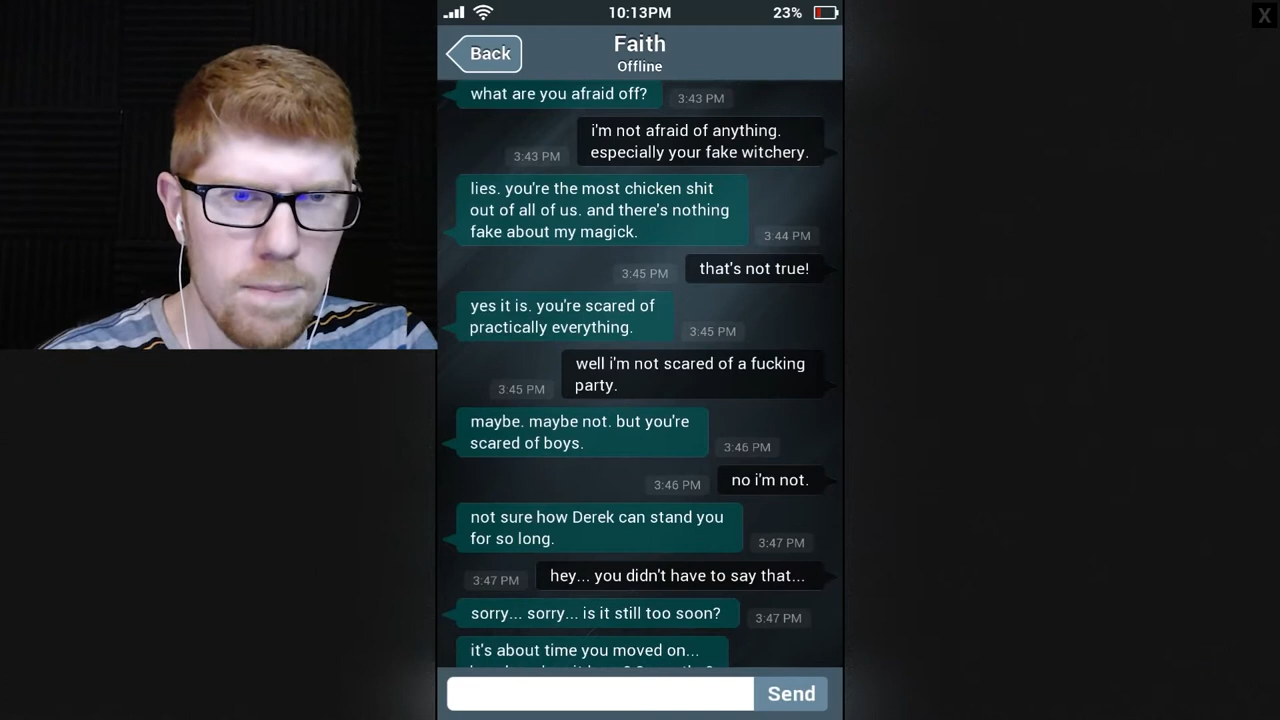 10:13PM
23%
X
Back
Faith
Offline
what are you afraid off?
3:43 PM
i'm not afraid of anything.
especially your fake witchery.
3:43 PM
lies. you're the most chicken shit
out of all of us. and there's nothing
fake about my magick.
3:44 PM
that's not true!
3:45 PM
yes it is. you're scared of
practically everything.
3:45 PM
well i'm not scared of a fucking
party.
3:45 PM
maybe. maybe not. but you're
scared of boys.
3:46 PM
no i'm not.
3:46 PM
not sure how Derek can stand you
for so long.
3:47 PM
hey... you didn't have to say that...
3:47 PM
sorry... sorry... is it still too soon?
3:47 PM
it's about time you moved on...
Send